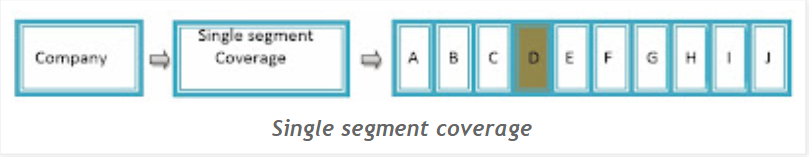 Company
Single segment
Coverage
A B C D E F G H I J
Single segment coverage